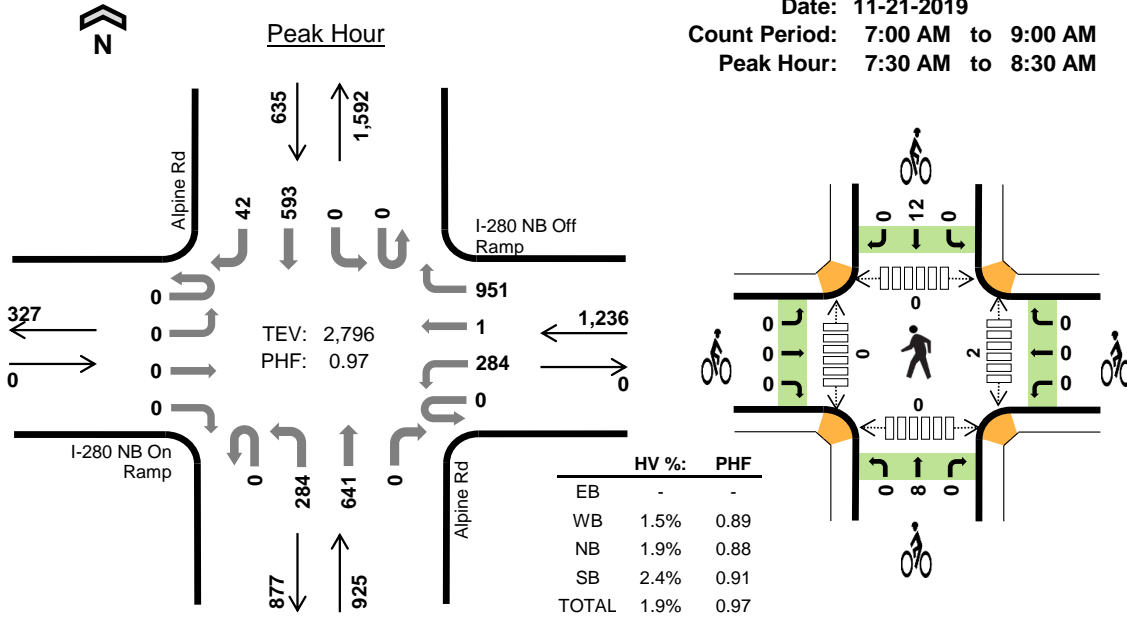 Date: 11-21-2019
N
Peak Hour
Count Period: 7:00 AM to 9:00 AM
Peak Hour: 7:30 AM to 8:30 AM
635
1,592
Alpine Rd
42
593
0
0
I-280 NB Off
Ramp
0
951
327
0
TEV: 2,796
1
1,236
0
0
PHF: 0.97
284
0
0
0
I-280 NB On
Ramp
0
284
641
0
Alpine Rd
877
925
HV %: PHF
EB - -
WB 1.5% 0.89
NB 1.9% 0.88
SB 2.4% 0.91
TOTAL 1.9% 0.97
0
12
0
0
0
0
0
0
2
0
0
0
0
0
0
8
0